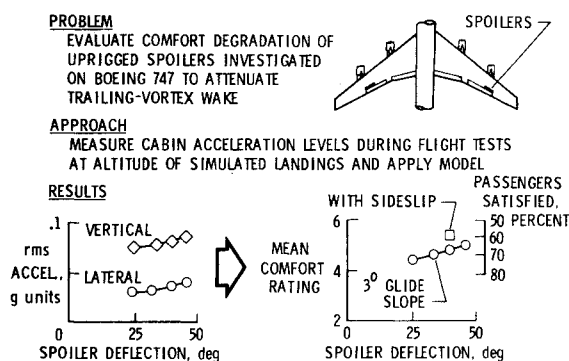 PROBLEM
EVALUATE COMFORT DEGRADATION OF
UPRIGGED SPOILERS INVESTIGATED
ON BOEING 747 TO ATTENUATE
TRAILING-VORTEX WAKE
SPOILERS
APPROACH
MEASURE CABIN ACCELERATION LEVELS DURING FLIGHT TESTS
AT ALTITUDE OF SIMULATED LANDINGS AND APPLY MODEL
RESULTS
.1
VERTICAL
rms
ACCEL,
g units
LATERAL
0
0 25 50
SPOILER DEFLECTION, deg
MEAN
COMFORT
RATING
PASSENGERS
SATISFIED,
PERCENT
WITH SIDESLIP
6
4
2
50
60
70
80
3° GLIDE
SLOPE
0 25 50
SPOILER DEFLECTION, deg